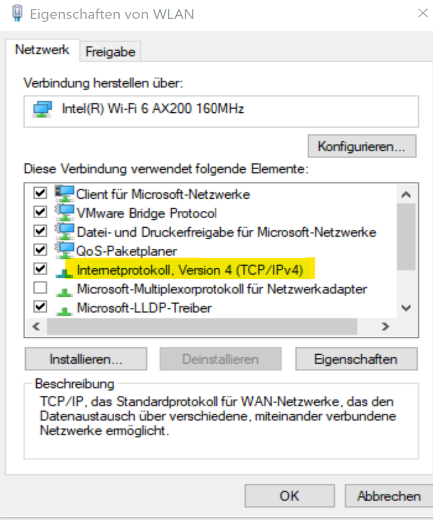 Eigenschaften von WLAN
Netzwerk Freigabe
Verbindung herstellen über:
Intel(R) Wi-Fi 6 AX200 160MHz
Konfigurieren...
Diese Verbindung verwendet folgende Elemente:
Client für Microsoft-Netzwerke
VMware Bridge Protocol
Datei- und Druckerfreigabe für Microsoft-Netzwerke
QoS-Paketplaner
Internetprotokoll, Version 4 (TCP/IPv4)
Microsoft-Multiplexorprotokoll für Netzwerkadapter
Microsoft-LLDP-Treiber
Installieren... Deinstallieren Eigenschaften
Beschreibung
TCP/IP, das Standardprotokoll für WAN-Netzwerke, das den
Datenaustausch über verschiedene, miteinander verbundene
Netzwerke ermöglicht.
OK Abbrechen